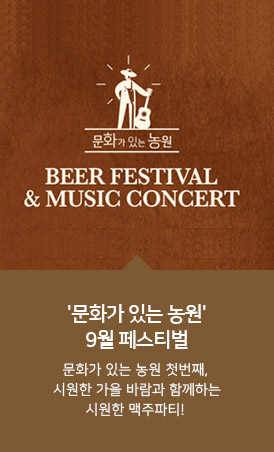 문화가 있는 농원
BEER FESTIVAL
& MUSIC CONCERT
'문화가 있는 농원'
9월 페스티벌
문화가 있는 농원 첫번째,
시원한 가을 바람과 함께하는
시원한 맥주파티!